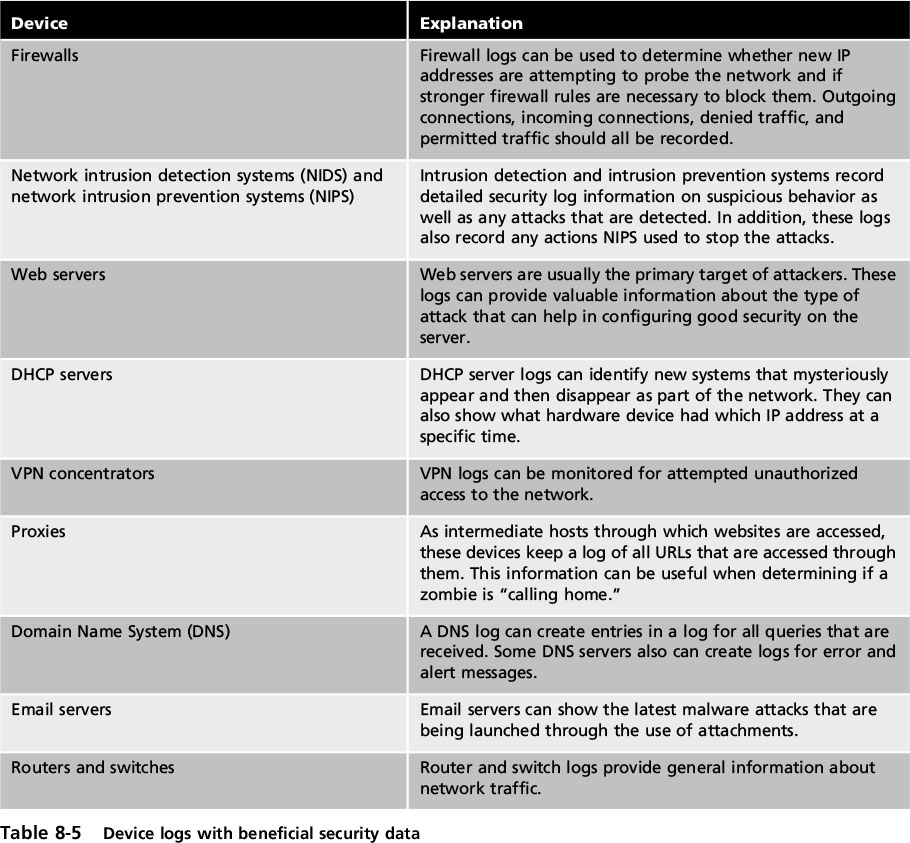 Device
Explanation
Firewalls
Firewall logs can be used to determine whether new IP
addresses are attempting to probe the network and if
stronger firewall rules are necessary to block them. Outgoing
connections, incoming connections, denied traffic, and
permitted traffic should all be recorded.
Network intrusion detection systems (NIDS) and
network intrusion prevention systems (NIPS)
Intrusion detection and intrusion prevention systems record
detailed security log information on suspicious behavior as
well as any attacks that are detected. In addition, these logs
also record any actions NIPS used to stop the attacks.
Web servers
Web servers are usually the primary target of attackers. These
logs can provide valuable information about the type of
attack that can help in configuring good security on the
server.
DHCP servers
DHCP server logs can identify new systems that mysteriously
appear and then disappear as part of the network. They can
also show what hardware device had which IP address at a
specific time.
VPN concentrators
VPN logs can be monitored for attempted unauthorized
access to the network.
Proxies
As intermediate hosts through which websites are accessed,
these devices keep a log of all URLs that are accessed through
them. This information can be useful when determining if a
zombie is “calling home.”
Domain Name System (DNS)
A DNS log can create entries in a log for all queries that are
received. Some DNS servers also can create logs for error and
alert messages.
Email servers
Email servers can show the latest malware attacks that are
being launched through the use of attachments.
Routers and switches
Router and switch logs provide general information about
network traffic.
Table 8-5 Device logs with beneficial security data